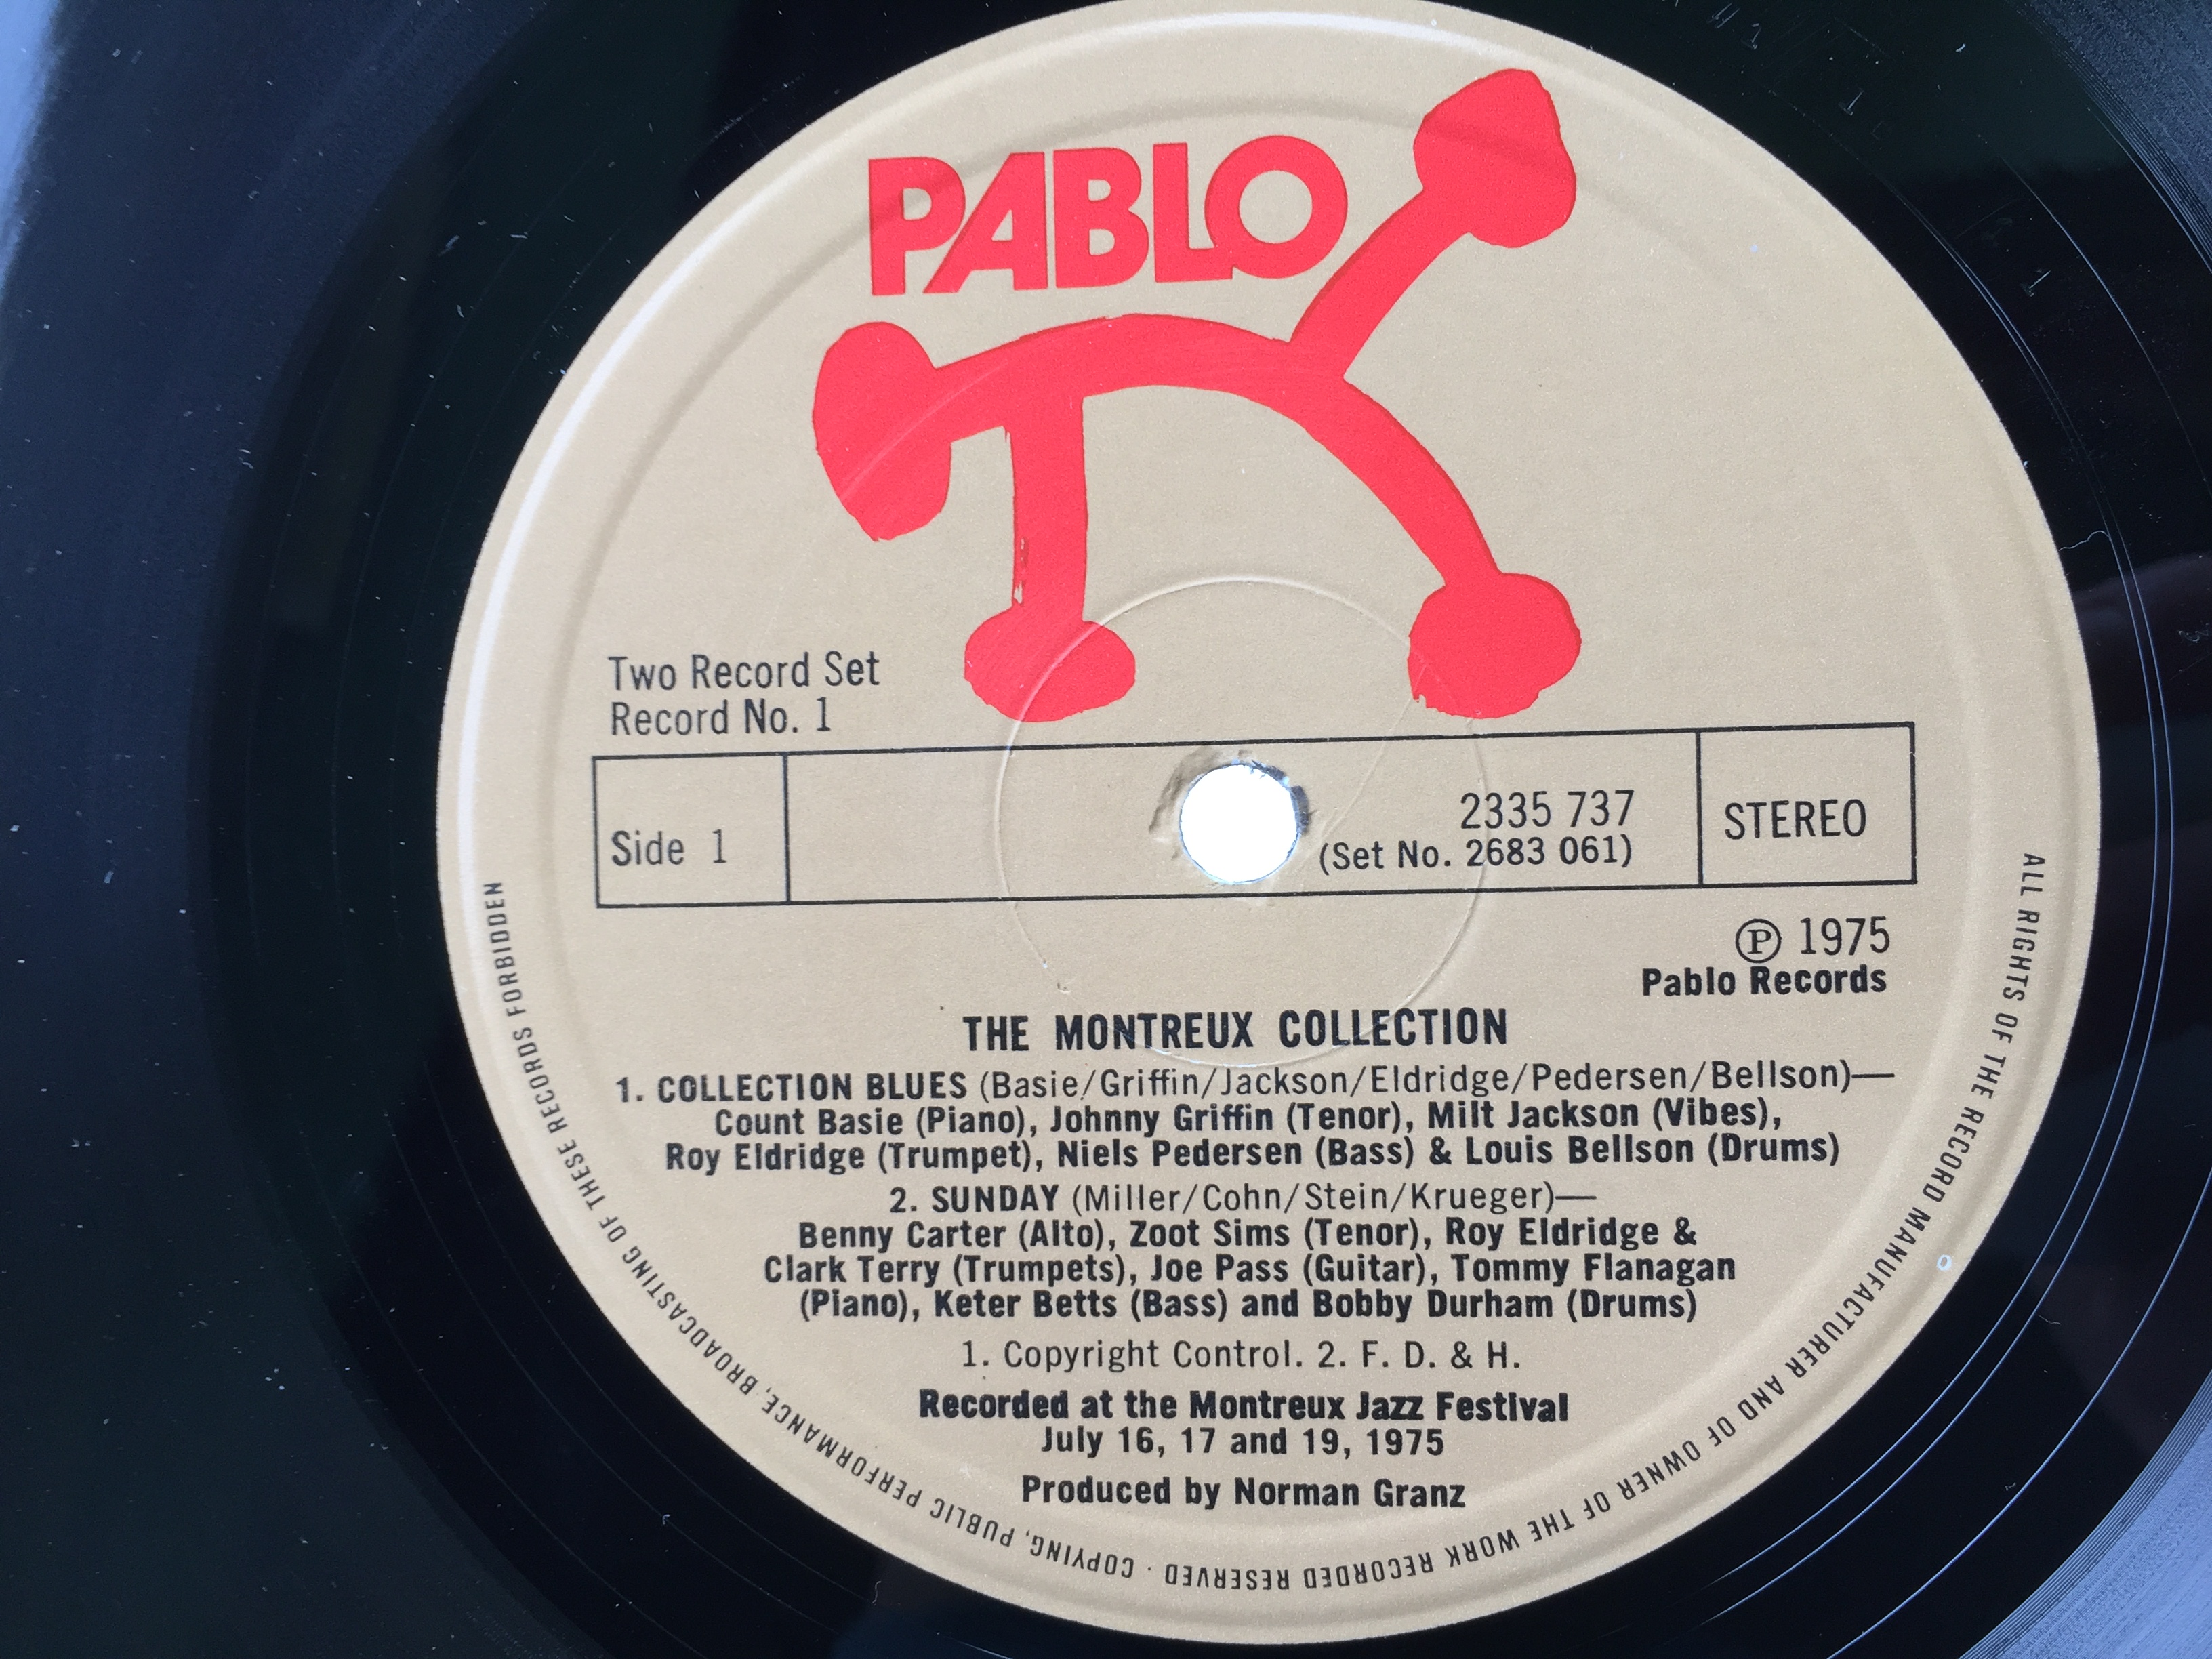 PABLO
Two Record Set
Record No. 1
Side 1
2335 737
(Set No. 2683 061)
STEREO
Ⓟ 1975
Pablo Records
THE MONTREUX COLLECTION
1. COLLECTION BLUES (Basie/Griffin/Jackson/Eldridge/Pedersen/Bellson)—
Count Basie (Piano), Johnny Griffin (Tenor), Milt Jackson (Vibes),
Roy Eldridge (Trumpet), Niels Pedersen (Bass) & Louis Bellson (Drums)
2. SUNDAY (Miller/Cohn/Stein/Krueger)—
Benny Carter (Alto), Zoot Sims (Tenor), Roy Eldridge &
Clark Terry (Trumpets), Joe Pass (Guitar), Tommy Flanagan
(Piano), Keter Betts (Bass) and Bobby Durham (Drums)
1. Copyright Control. 2. F. D. & H.
Recorded at the Montreux Jazz Festival
July 16, 17 and 19, 1975
Produced by Norman Granz
ALL RIGHTS OF THE RECORD MANUFACTURER AND OF OWNER OF THE WORK RECORDED RESERVED · COPYING, PUBLIC PERFORMANCE, BROADCASTING OF THESE RECORDS FORBIDDEN